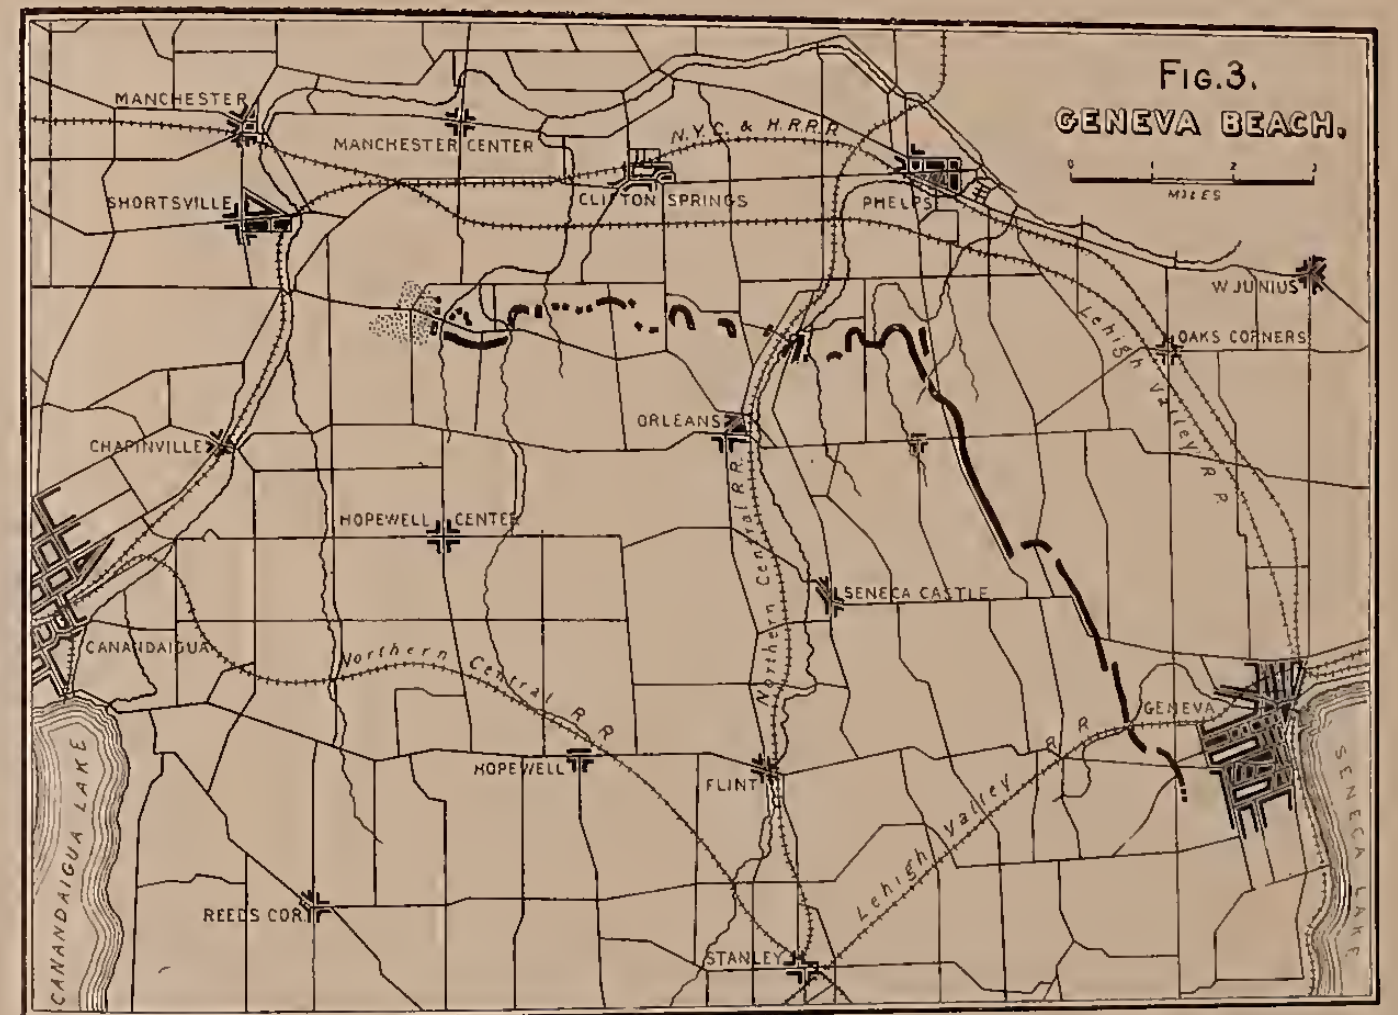 FIG. 3.
GENEVA BEACH.
0 1 2 3
MILES
MANCHESTER
MANCHESTER CENTER
N.Y.C. & H.R.R.R
SHORTSVILLE
CLIFTON SPRINGS
PHELPS
W JUNIUS
Lehigh Valley R R
OAKS CORNERS
ORLEANS
CHAPINVILLE
Northern Central R.R.
HOPEWELL CENTER
SENECA CASTLE
CANANDAIGUA
Northern Central R R
GENEVA
HOPEWELL
FLINT
Lehigh Valley R R
CANANDAIGUA LAKE
SENECA LAKE
REEDS COR.
STANLEY